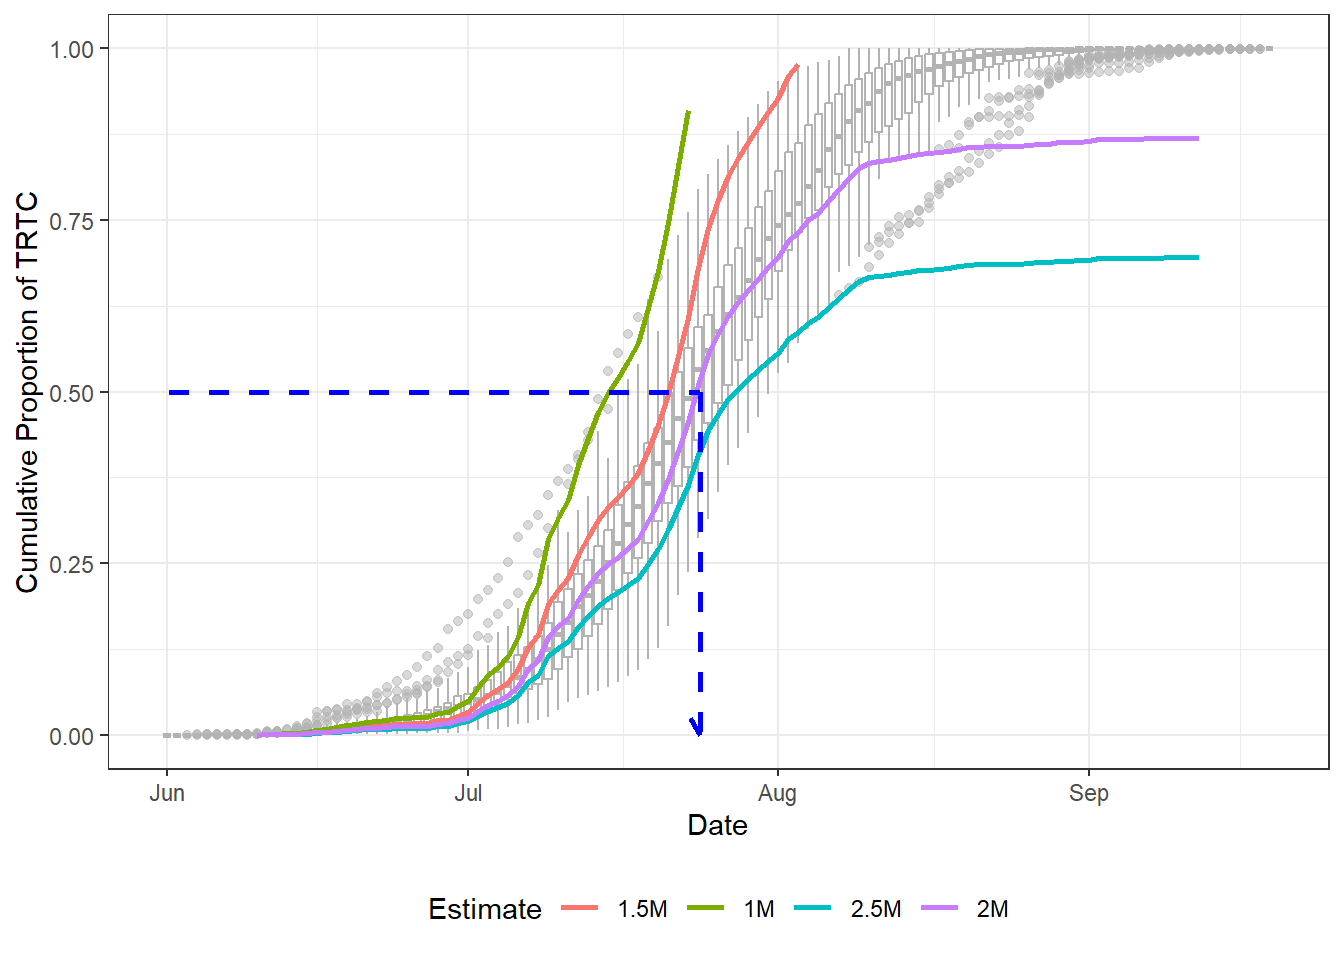 Cumulative Proportion of TRTC
1.00
0.75
0.50
0.25
0.00
Jun Jul Aug Sep
Date
Estimate 1.5M 1M 2.5M 2M